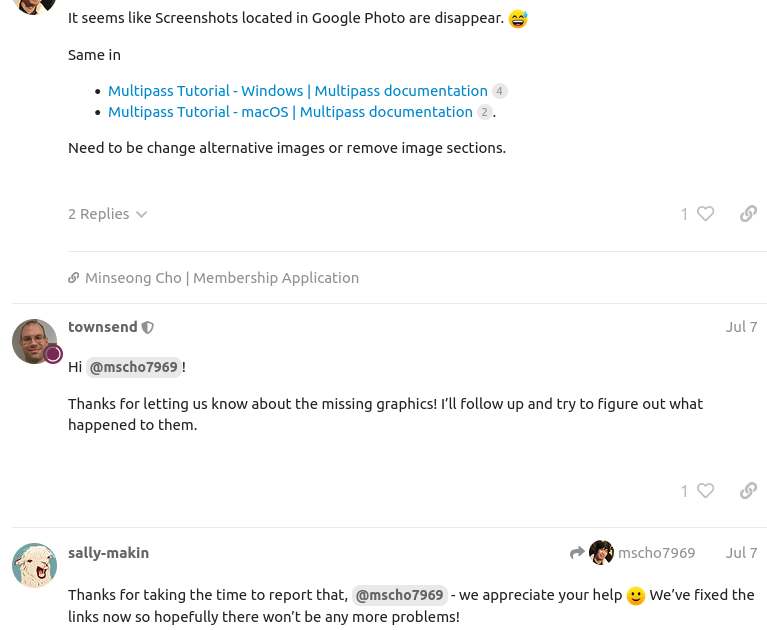 It seems like Screenshots located in Google Photo are disappear. 😅
Same in
• Multipass Tutorial - Windows | Multipass documentation 4
• Multipass Tutorial - macOS | Multipass documentation 2.
Need to be change alternative images or remove image sections.
2 Replies 1
Minseong Cho | Membership Application
townsend Jul 7
Hi @mscho7969!
Thanks for letting us know about the missing graphics! I’ll follow up and try to figure out what
happened to them.
1
sally-makin mscho7969 Jul 7
Thanks for taking the time to report that, @mscho7969 - we appreciate your help 🙂 We’ve fixed the
links now so hopefully there won’t be any more problems!